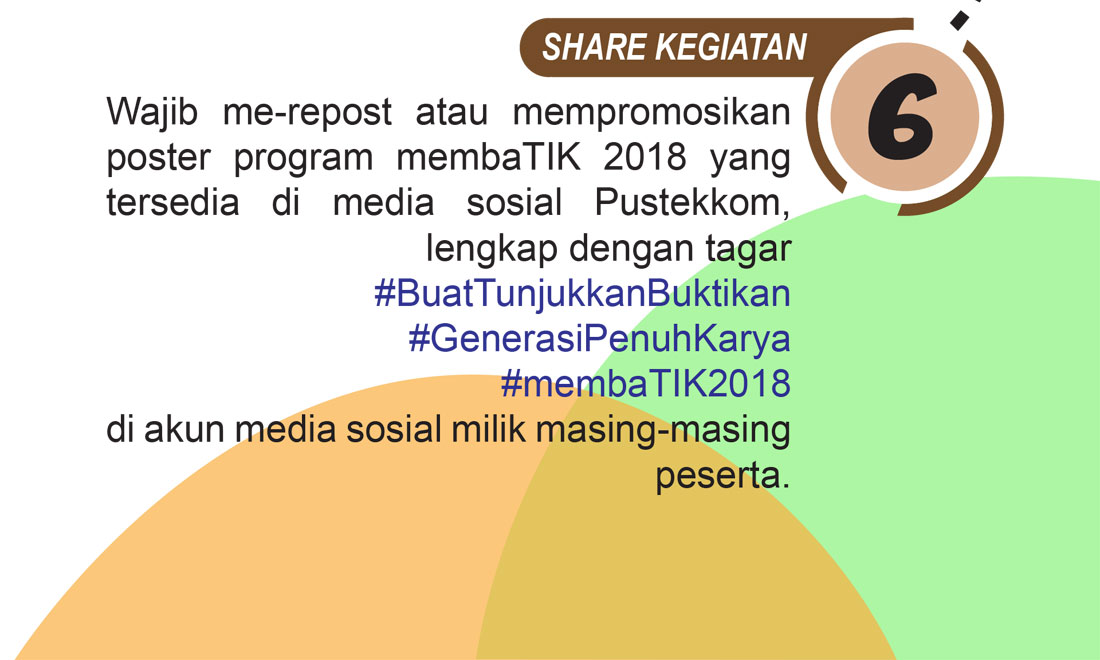 SHARE KEGIATAN
6
Wajib me-repost atau mempromosikan
poster program membaTIK 2018 yang
tersedia di media sosial Pustekkom,
lengkap dengan tagar
#BuatTunjukkanBuktikan
#GenerasiPenuhKarya
#membaTIK2018
di akun media sosial milik masing-masing
peserta.